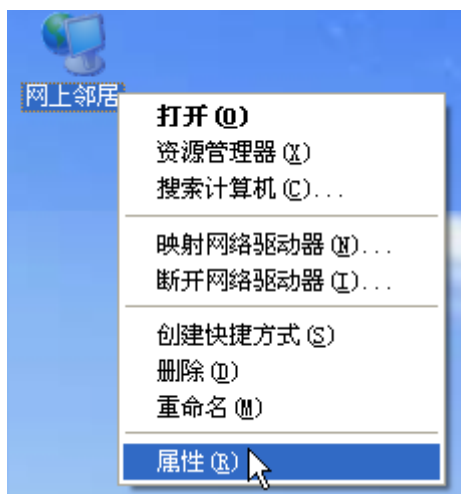 网上邻居
打开(O)
资源管理器(X)
搜索计算机(C)...
映射网络驱动器(N)...
断开网络驱动器(I)...
创建快捷方式(S)
删除(D)
重命名(M)
属性(R)